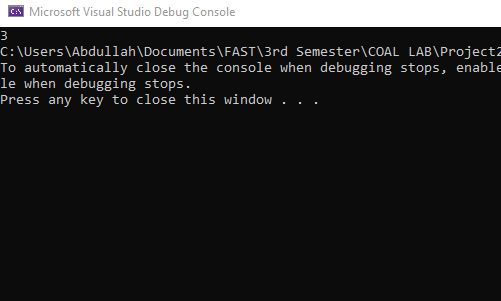 Microsoft Visual Studio Debug Console
3
C:\Users\Abdullah\Documents\FAST\3rd Semester\COAL LAB\Project2
To automatically close the console when debugging stops, enable
le when debugging stops.
Press any key to close this window . . .